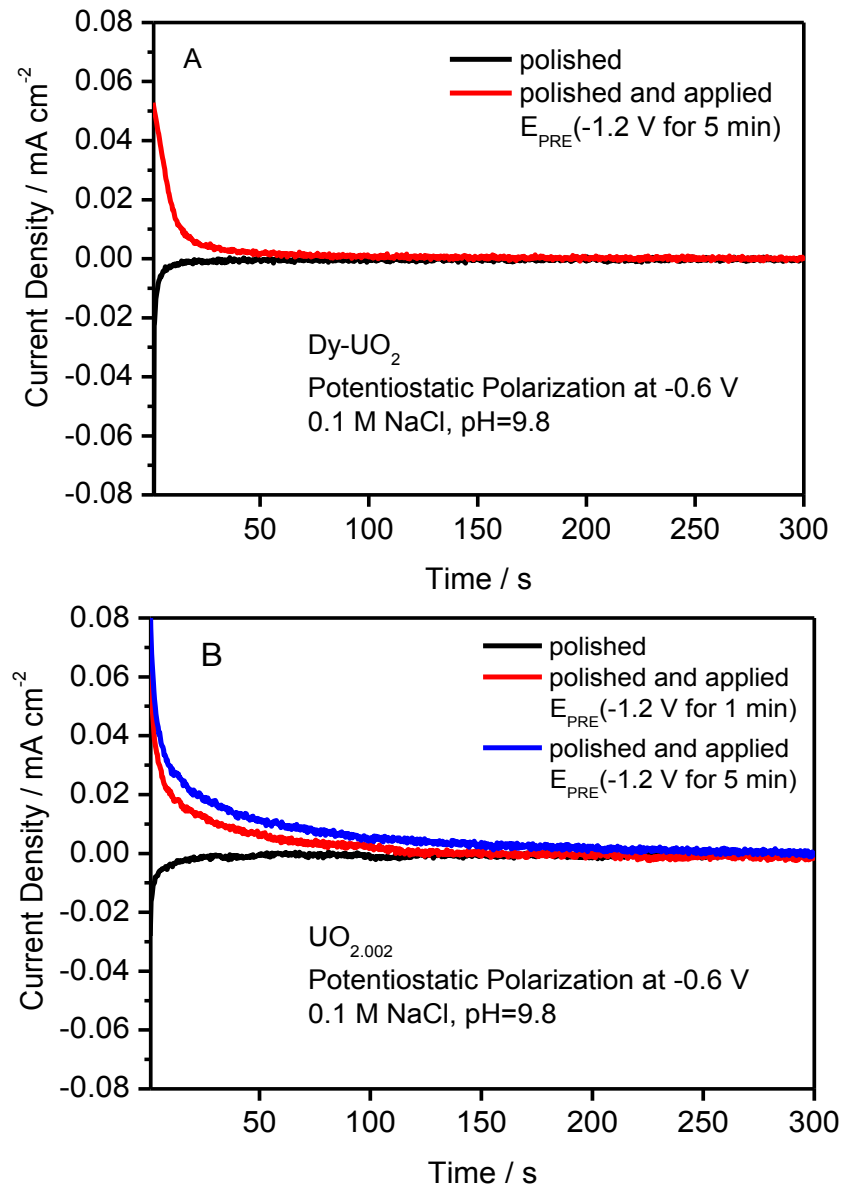 A
polished
polished and applied
E_PRE(-1.2 V for 5 min)
Dy-UO₂
Potentiostatic Polarization at -0.6 V
0.1 M NaCl, pH=9.8
Current Density / mA cm⁻²
0.08
0.06
0.04
0.02
0.00
-0.02
-0.04
-0.06
-0.08
50 100 150 200 250 300
Time / s
B
polished
polished and applied
E_PRE(-1.2 V for 1 min)
polished and applied
E_PRE(-1.2 V for 5 min)
UO₂.₀₀₂
Potentiostatic Polarization at -0.6 V
0.1 M NaCl, pH=9.8
Current Density / mA cm⁻²
0.08
0.06
0.04
0.02
0.00
-0.02
-0.04
-0.06
-0.08
50 100 150 200 250 300
Time / s